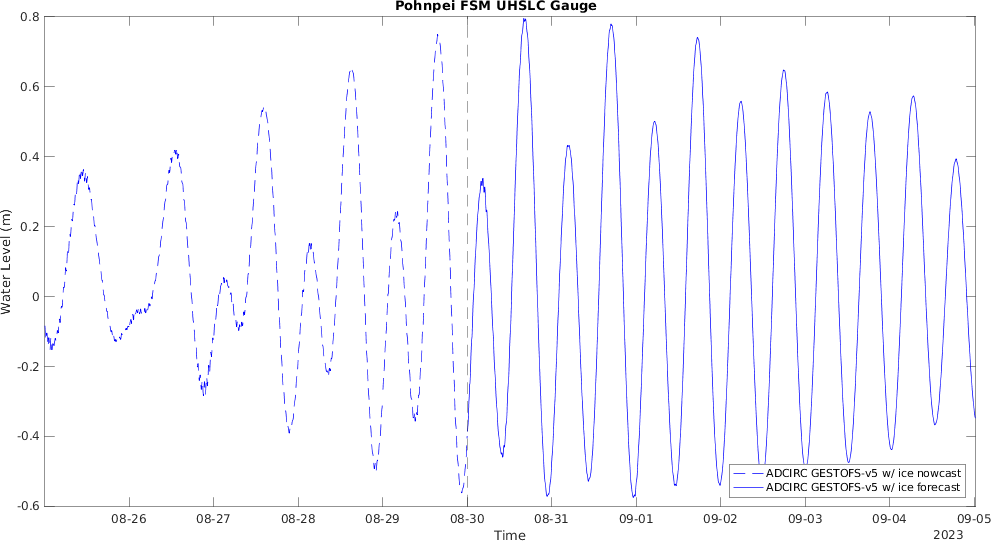 Pohnpei FSM UHSLC Gauge
Water Level (m)
0.8
0.6
0.4
0.2
0
-0.2
-0.4
-0.6
ADCIRC GESTOFS-v5 w/ ice nowcast
ADCIRC GESTOFS-v5 w/ ice forecast
08-26 08-27 08-28 08-29 08-30 08-31 09-01 09-02 09-03 09-04 09-05
Time
2023